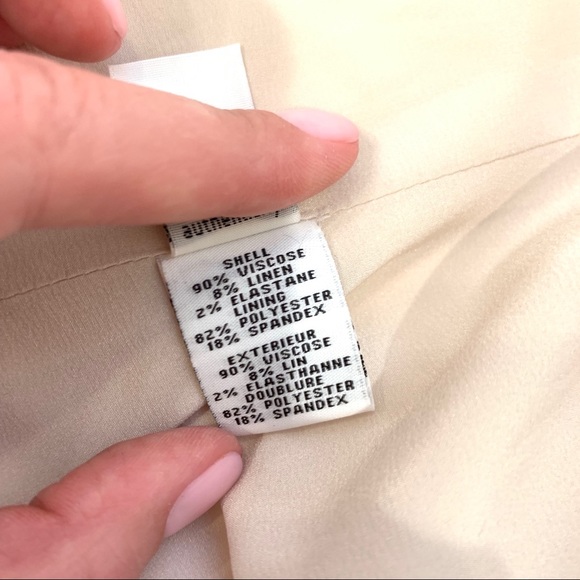 SHELL
90% VISCOSE
8% LINEN
2% ELASTANE
LINING
82% POLYESTER
18% SPANDEX
EXTERIEUR
90% VISCOSE
8% LIN
2% ELASTHANNE
DOUBLURE
82% POLYESTER
18% SPANDEX